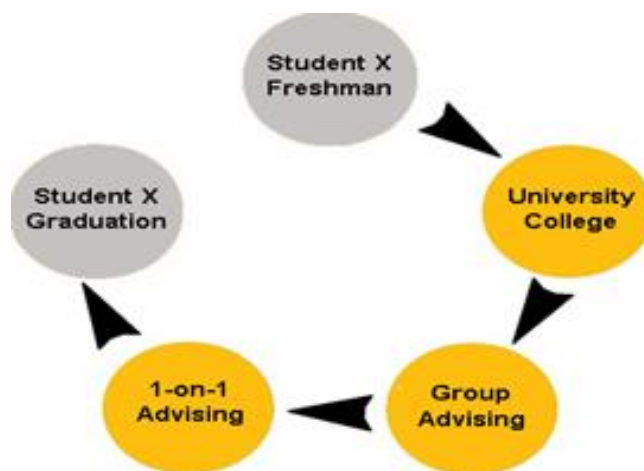 Student X
Freshman
University
College
Group
Advising
1-on-1
Advising
Student X
Graduation